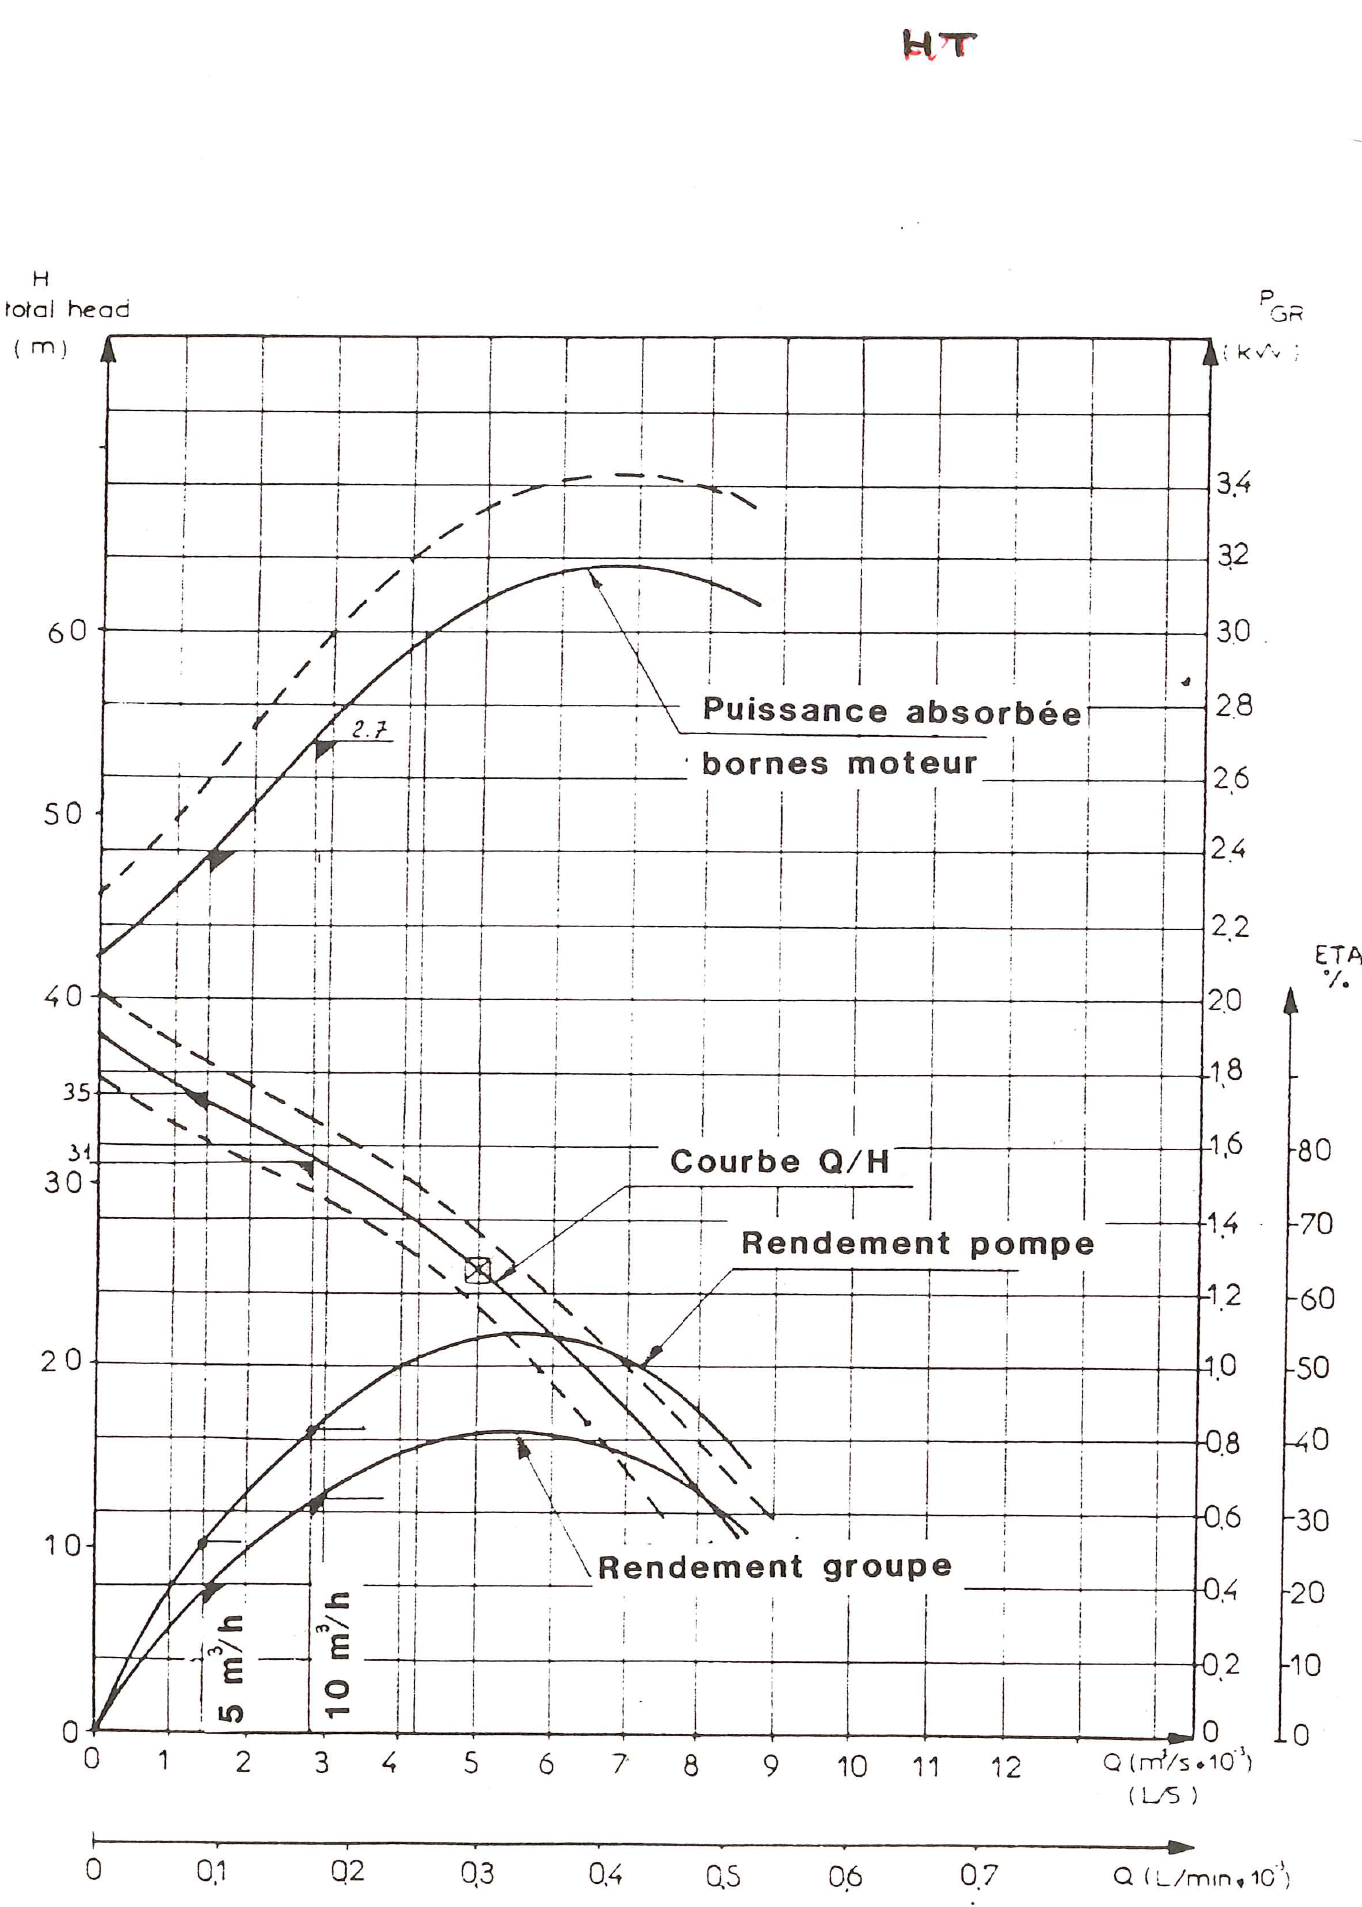 HT
H
total head
(m)
P GR
(kW)
3,4
3,2
60
3,0
Puissance absorbée
2,8
2.7
bornes moteur
2,6
50
2,4
2,2
ETA
%
40
2,0
1,8
35
1,6
80
31
Courbe Q/H
30
1,4
70
Rendement pompe
1,2
60
20
1,0
50
0,8
40
0,6
30
10
Rendement groupe
0,4
20
5 m³/h
10 m³/h
0,2
10
0
0
0
0 1 2 3 4 5 6 7 8 9 10 11 12 Q (m³/s•10⁻³)
(L/S)
0 0,1 0,2 0,3 0,4 0,5 0,6 0,7 Q (L/min•10⁻³)